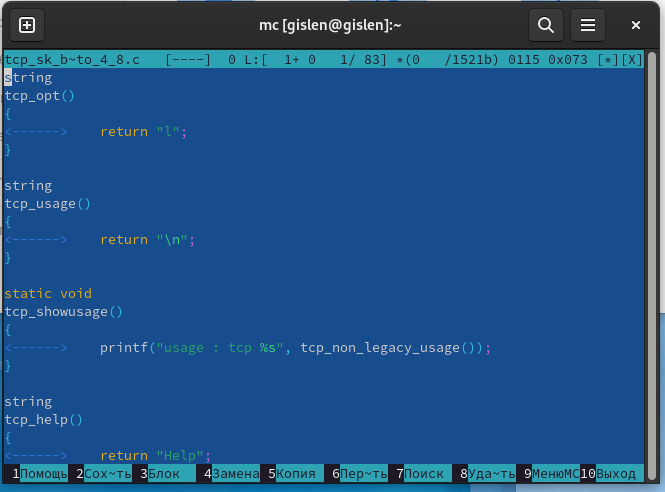 mc [gislen@gislen]:~
tcp_sk_b~to_4_8.c   [----]  0 L:[  1+ 0   1/ 83] *(0   /1521b) 0115 0x073 [*][X]
string
tcp_opt()
{
<------>    return "l";
}

string
tcp_usage()
{
<------>    return "\n";
}

static void
tcp_showusage()
{
<------>    printf("usage : tcp %s", tcp_non_legacy_usage());
}

string
tcp_help()
{
<------>    return "Help";
1Помощь 2Сох~ть 3Блок 4Замена 5Копия 6Пер~ть 7Поиск 8Уда~ть 9МенюMC 10Выход